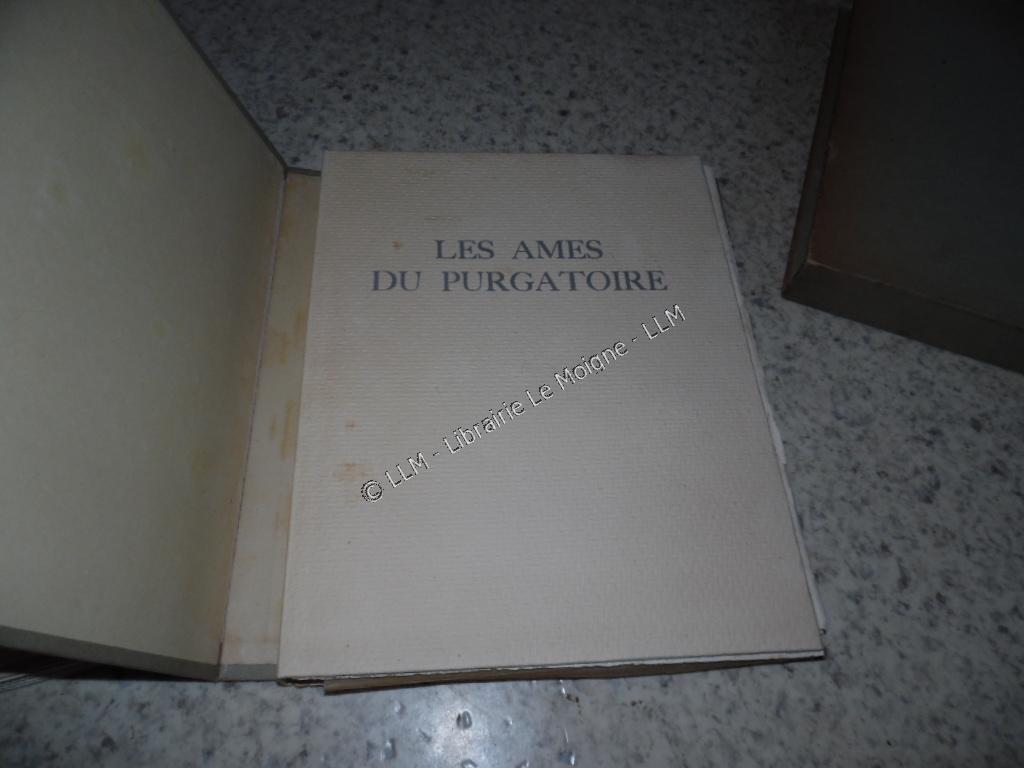 LES AMES
DU PURGATOIRE
© LLM - Librairie Le Moigne - LLM